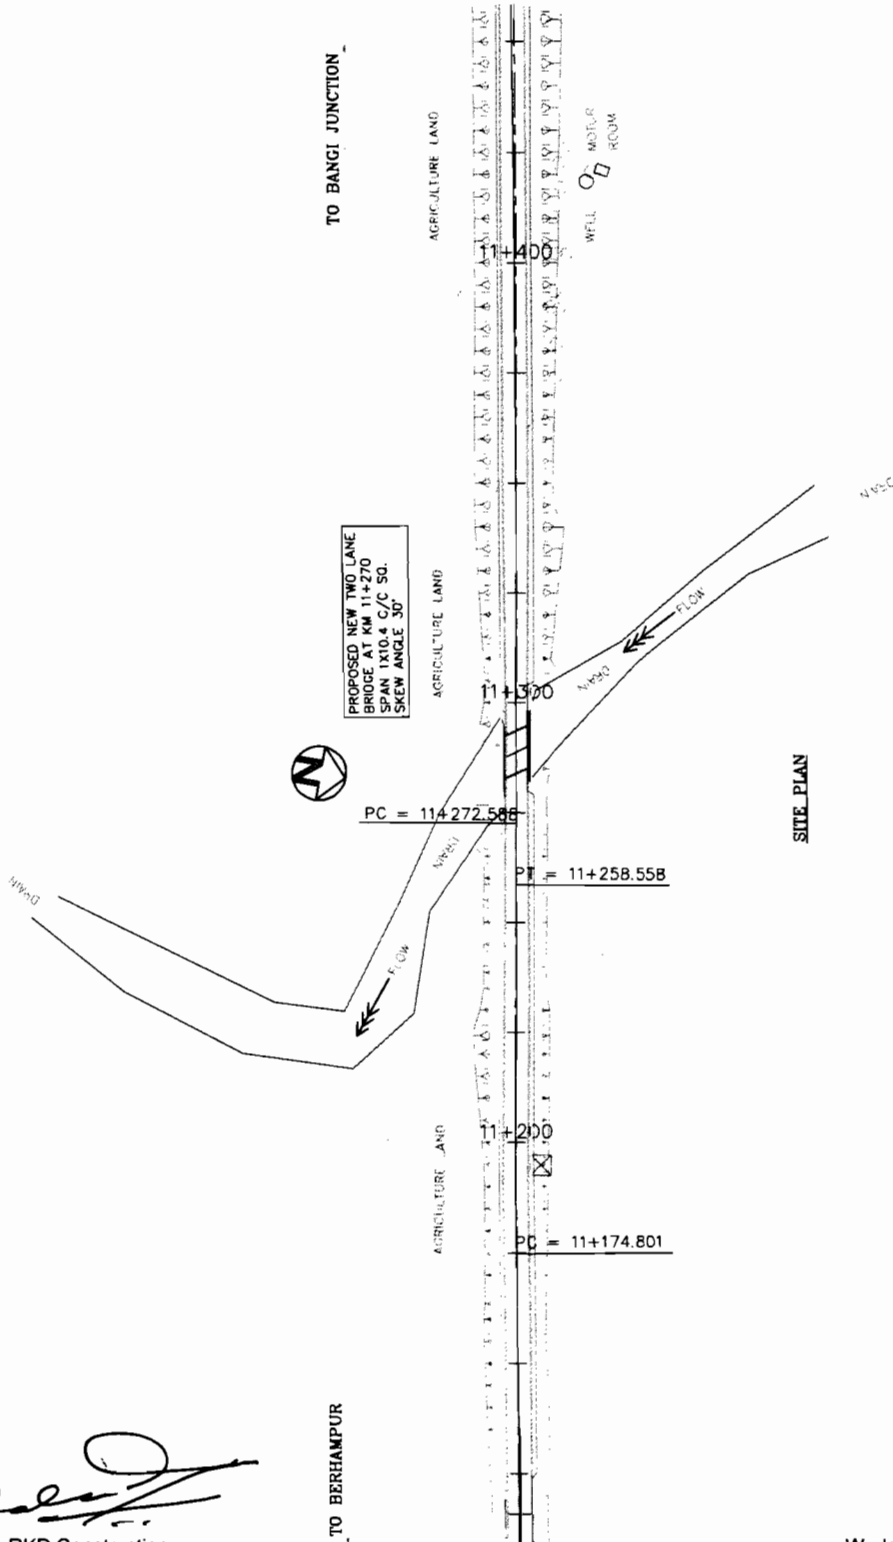 TO BANGI JUNCTION
AGRICULTURE LAND
MOTUR
ROOM
WELL
11+400
DRAIN
PROPOSED NEW TWO LANE
BRIDGE AT KM 11+270
SPAN 1X10.4 C/C SQ.
SKEW ANGLE 30°
AGRICULTURE LAND
FLOW
DRAIN
11+300
N
SITE PLAN
PC = 11+272.588
DRAIN
PT = 11+258.558
DRAIN
FLOW
11+200
AGRICULTURE LAND
PC = 11+174.801
TO BERHAMPUR